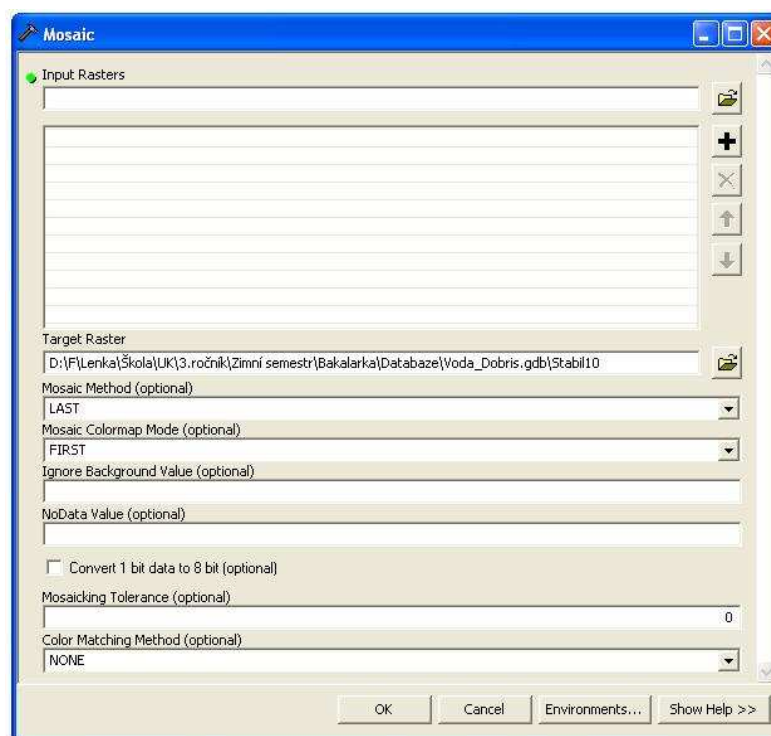 Mosaic
Input Rasters
Target Raster
D:\F\Lenka\Škola\UK\3.ročník\Zimní semestr\Bakalarka\Databaze\Voda_Dobris.gdb\Stabil10
Mosaic Method (optional)
LAST
Mosaic Colormap Mode (optional)
FIRST
Ignore Background Value (optional)
NoData Value (optional)
Convert 1 bit data to 8 bit (optional)
Mosaicking Tolerance (optional)
0
Color Matching Method (optional)
NONE
OK Cancel Environments... Show Help >>